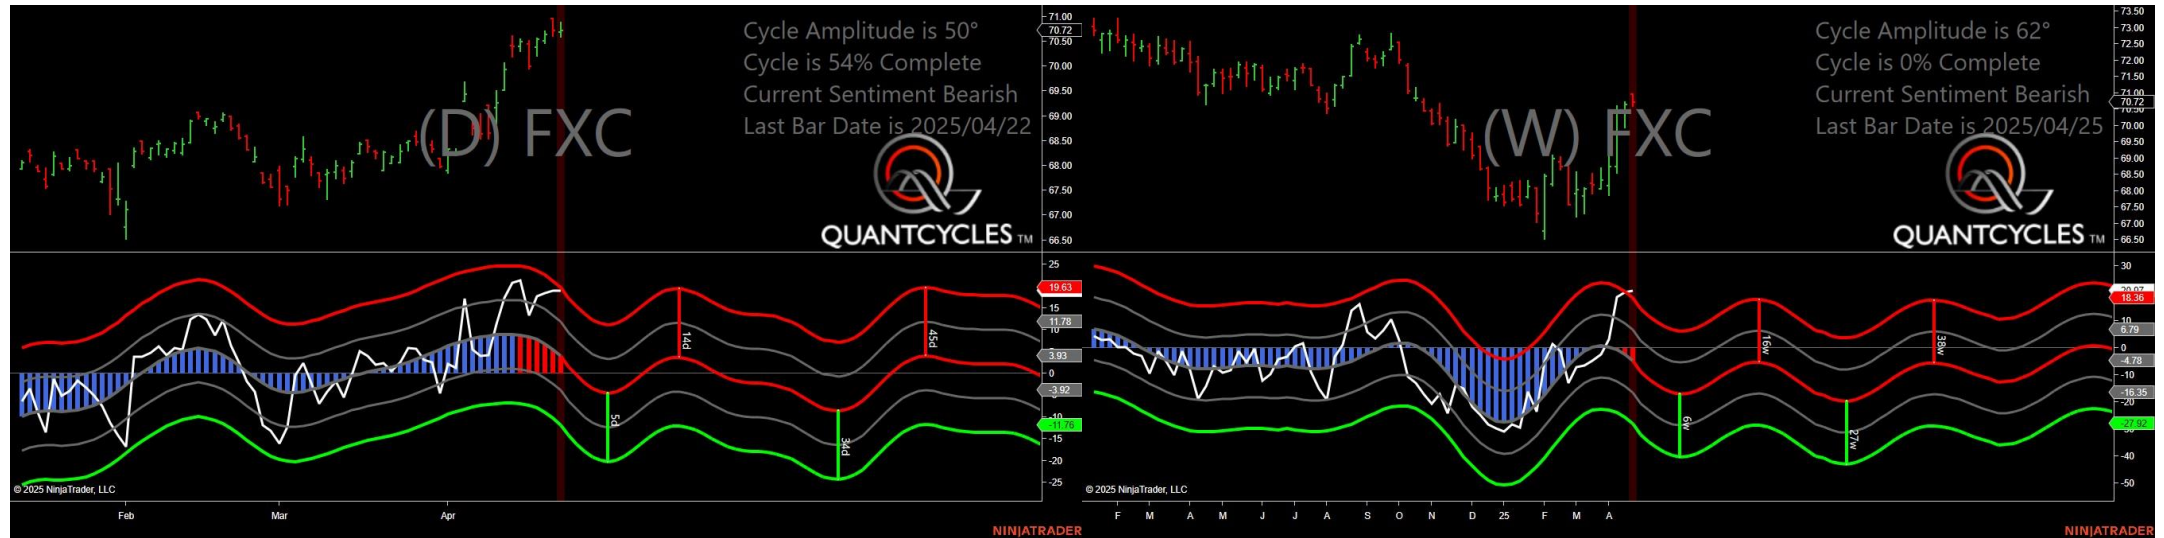 Cycle Amplitude is 50°
Cycle is 54% Complete
Current Sentiment Bearish
Last Bar Date is 2025/04/22
(D) FXC
QUANTCYCLES TM
71.00
70.72
70.50
70.00
69.50
69.00
68.50
68.00
67.50
67.00
66.50
25
19.63
15
11.78
10
3.93
0
-3.92
-10
-11.76
-15
-20
-25
5d
14d
34d
45d
© 2025 NinjaTrader, LLC
Feb Mar Apr
NINJATRADER
Cycle Amplitude is 62°
Cycle is 0% Complete
Current Sentiment Bearish
Last Bar Date is 2025/04/25
(W) FXC
QUANTCYCLES TM
73.50
73.00
72.50
72.00
71.50
71.00
70.72
70.00
69.50
69.00
68.50
68.00
67.50
67.00
66.50
30
18.36
6.79
0
-4.78
-10
-16.35
-20
-27.92
-40
-50
6w
16w
27w
38w
© 2025 NinjaTrader, LLC
F M A M J J A S O N D 25 F M A
NINJATRADER